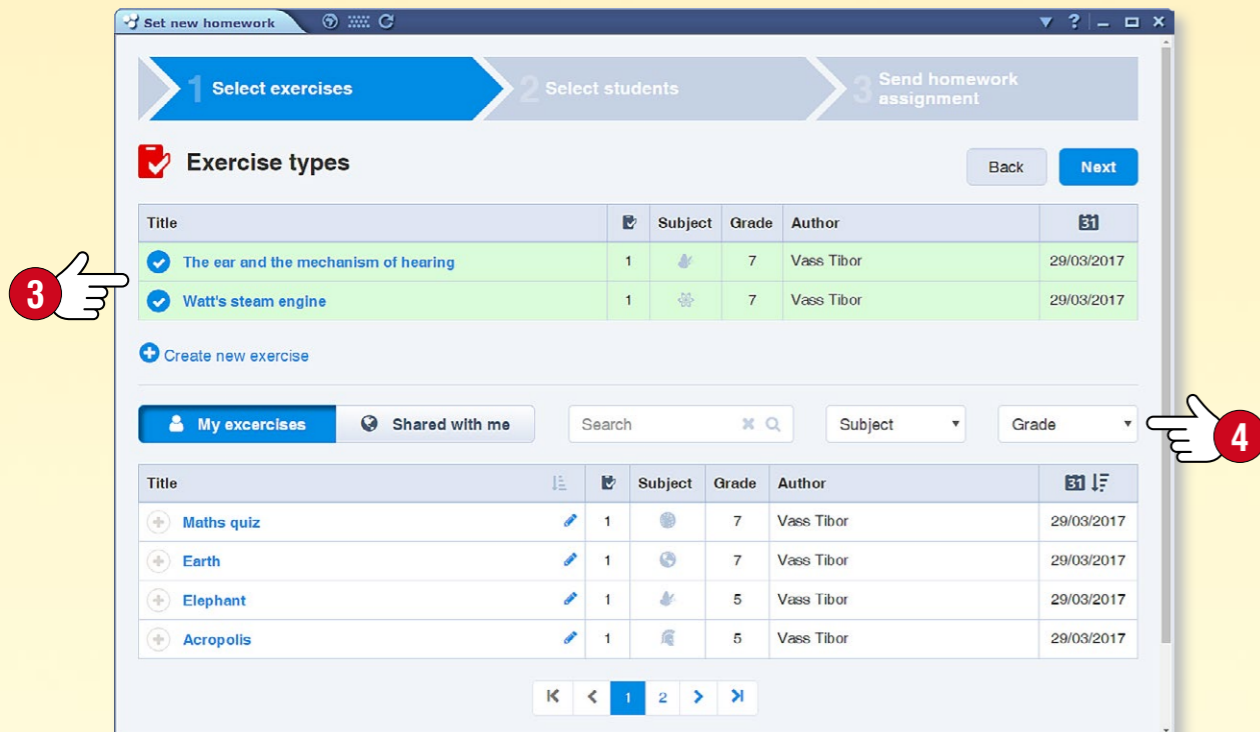 Set new homework
?
1 Select exercises
2 Select students
3 Send homework
assignment
Exercise types
Back
Next
Title Subject Grade Author 31
The ear and the mechanism of hearing 1 7 Vass Tibor 29/03/2017
Watt's steam engine 1 7 Vass Tibor 29/03/2017
3
Create new exercise
My excercises
Shared with me
Search
Subject
Grade
4
Title Subject Grade Author 31
Maths quiz 1 7 Vass Tibor 29/03/2017
Earth 1 7 Vass Tibor 29/03/2017
Elephant 1 5 Vass Tibor 29/03/2017
Acropolis 1 5 Vass Tibor 29/03/2017
1 2